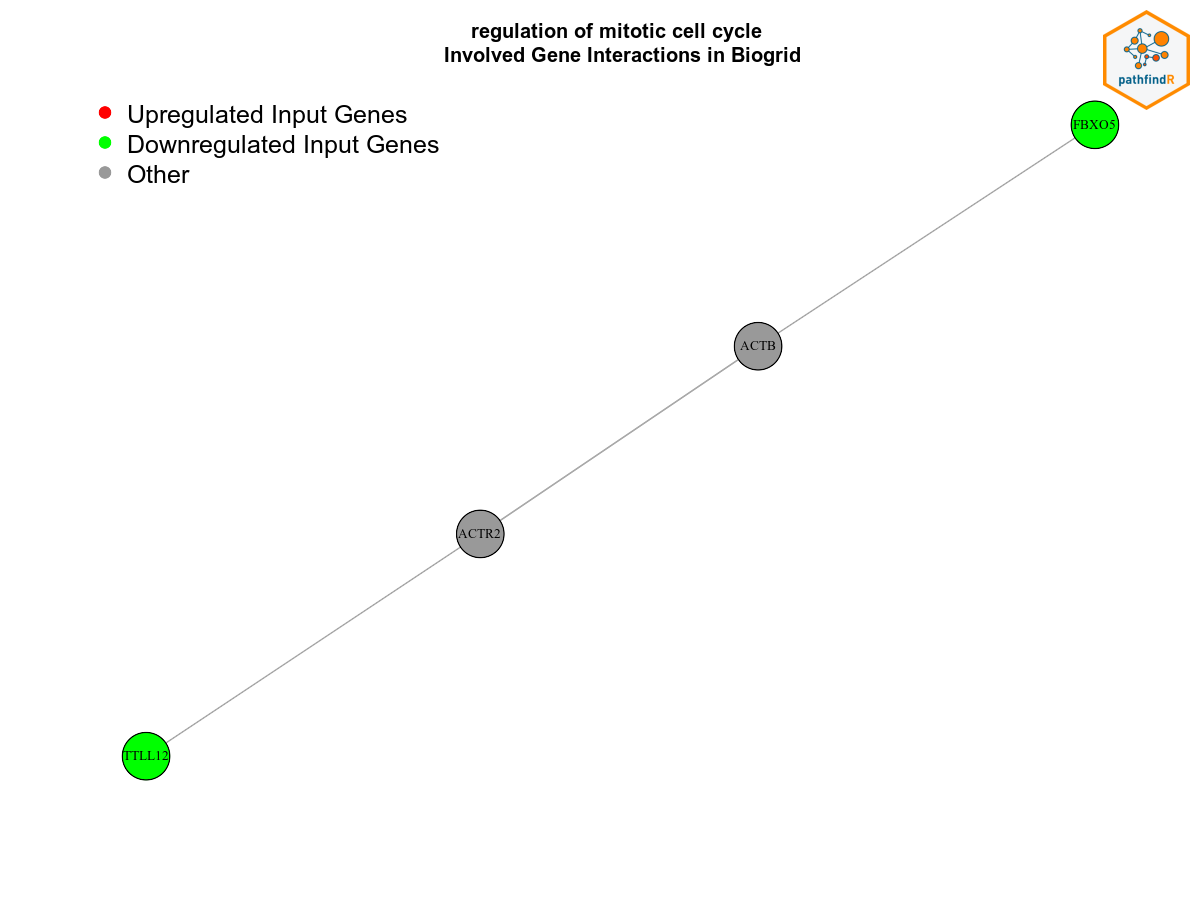 regulation of mitotic cell cycle
Involved Gene Interactions in Biogrid
pathfindR
Upregulated Input Genes
Downregulated Input Genes
Other
FBXO5
ACTB
ACTR2
TTLL12